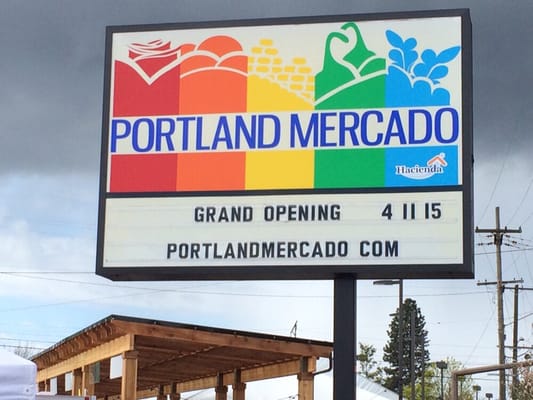 PORTLAND MERCADO
Hacienda
GRAND OPENING 4 11 15
PORTLANDMERCADO COM